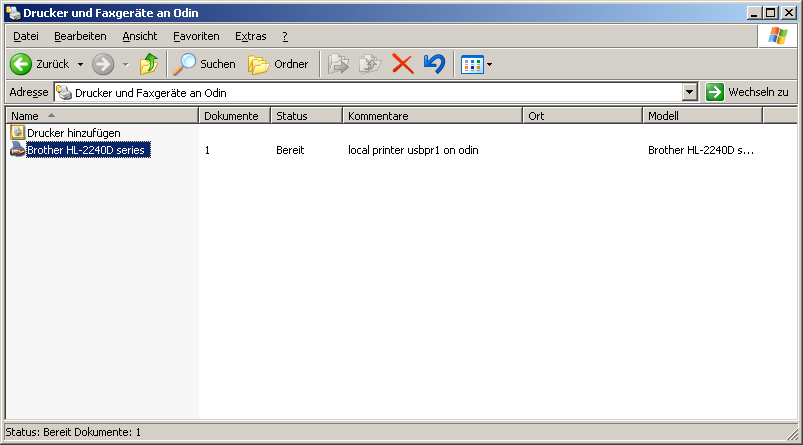 Drucker und Faxgeräte an Odin
Datei Bearbeiten Ansicht Favoriten Extras ?
Zurück Suchen Ordner
Adresse Drucker und Faxgeräte an Odin Wechseln zu
Name Dokumente Status Kommentare Ort Modell
Drucker hinzufügen
Brother HL-2240D series 1 Bereit local printer usbpr1 on odin Brother HL-2240D s...
Status: Bereit Dokumente: 1